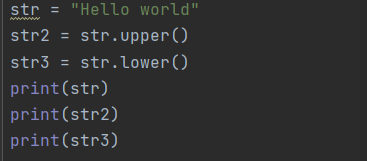 str = "Hello world"
str2 = str.upper()
str3 = str.lower()
print(str)
print(str2)
print(str3)